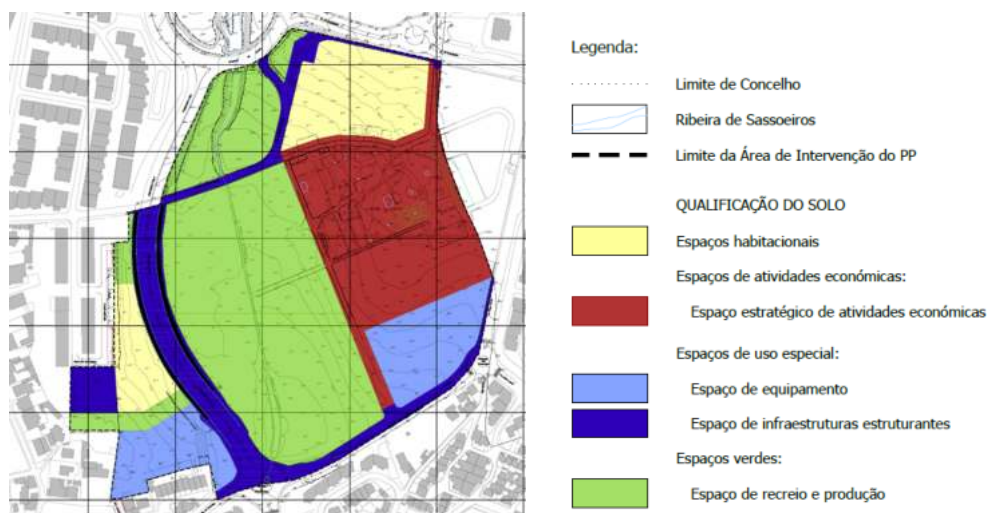 Legenda:
Limite de Concelho
Ribeira de Sassoeiros
Limite da Área de Intervenção do PP
QUALIFICAÇÃO DO SOLO
Espaços habitacionais
Espaços de atividades económicas:
Espaço estratégico de atividades económicas
Espaços de uso especial:
Espaço de equipamento
Espaço de infraestruturas estruturantes
Espaços verdes:
Espaço de recreio e produção